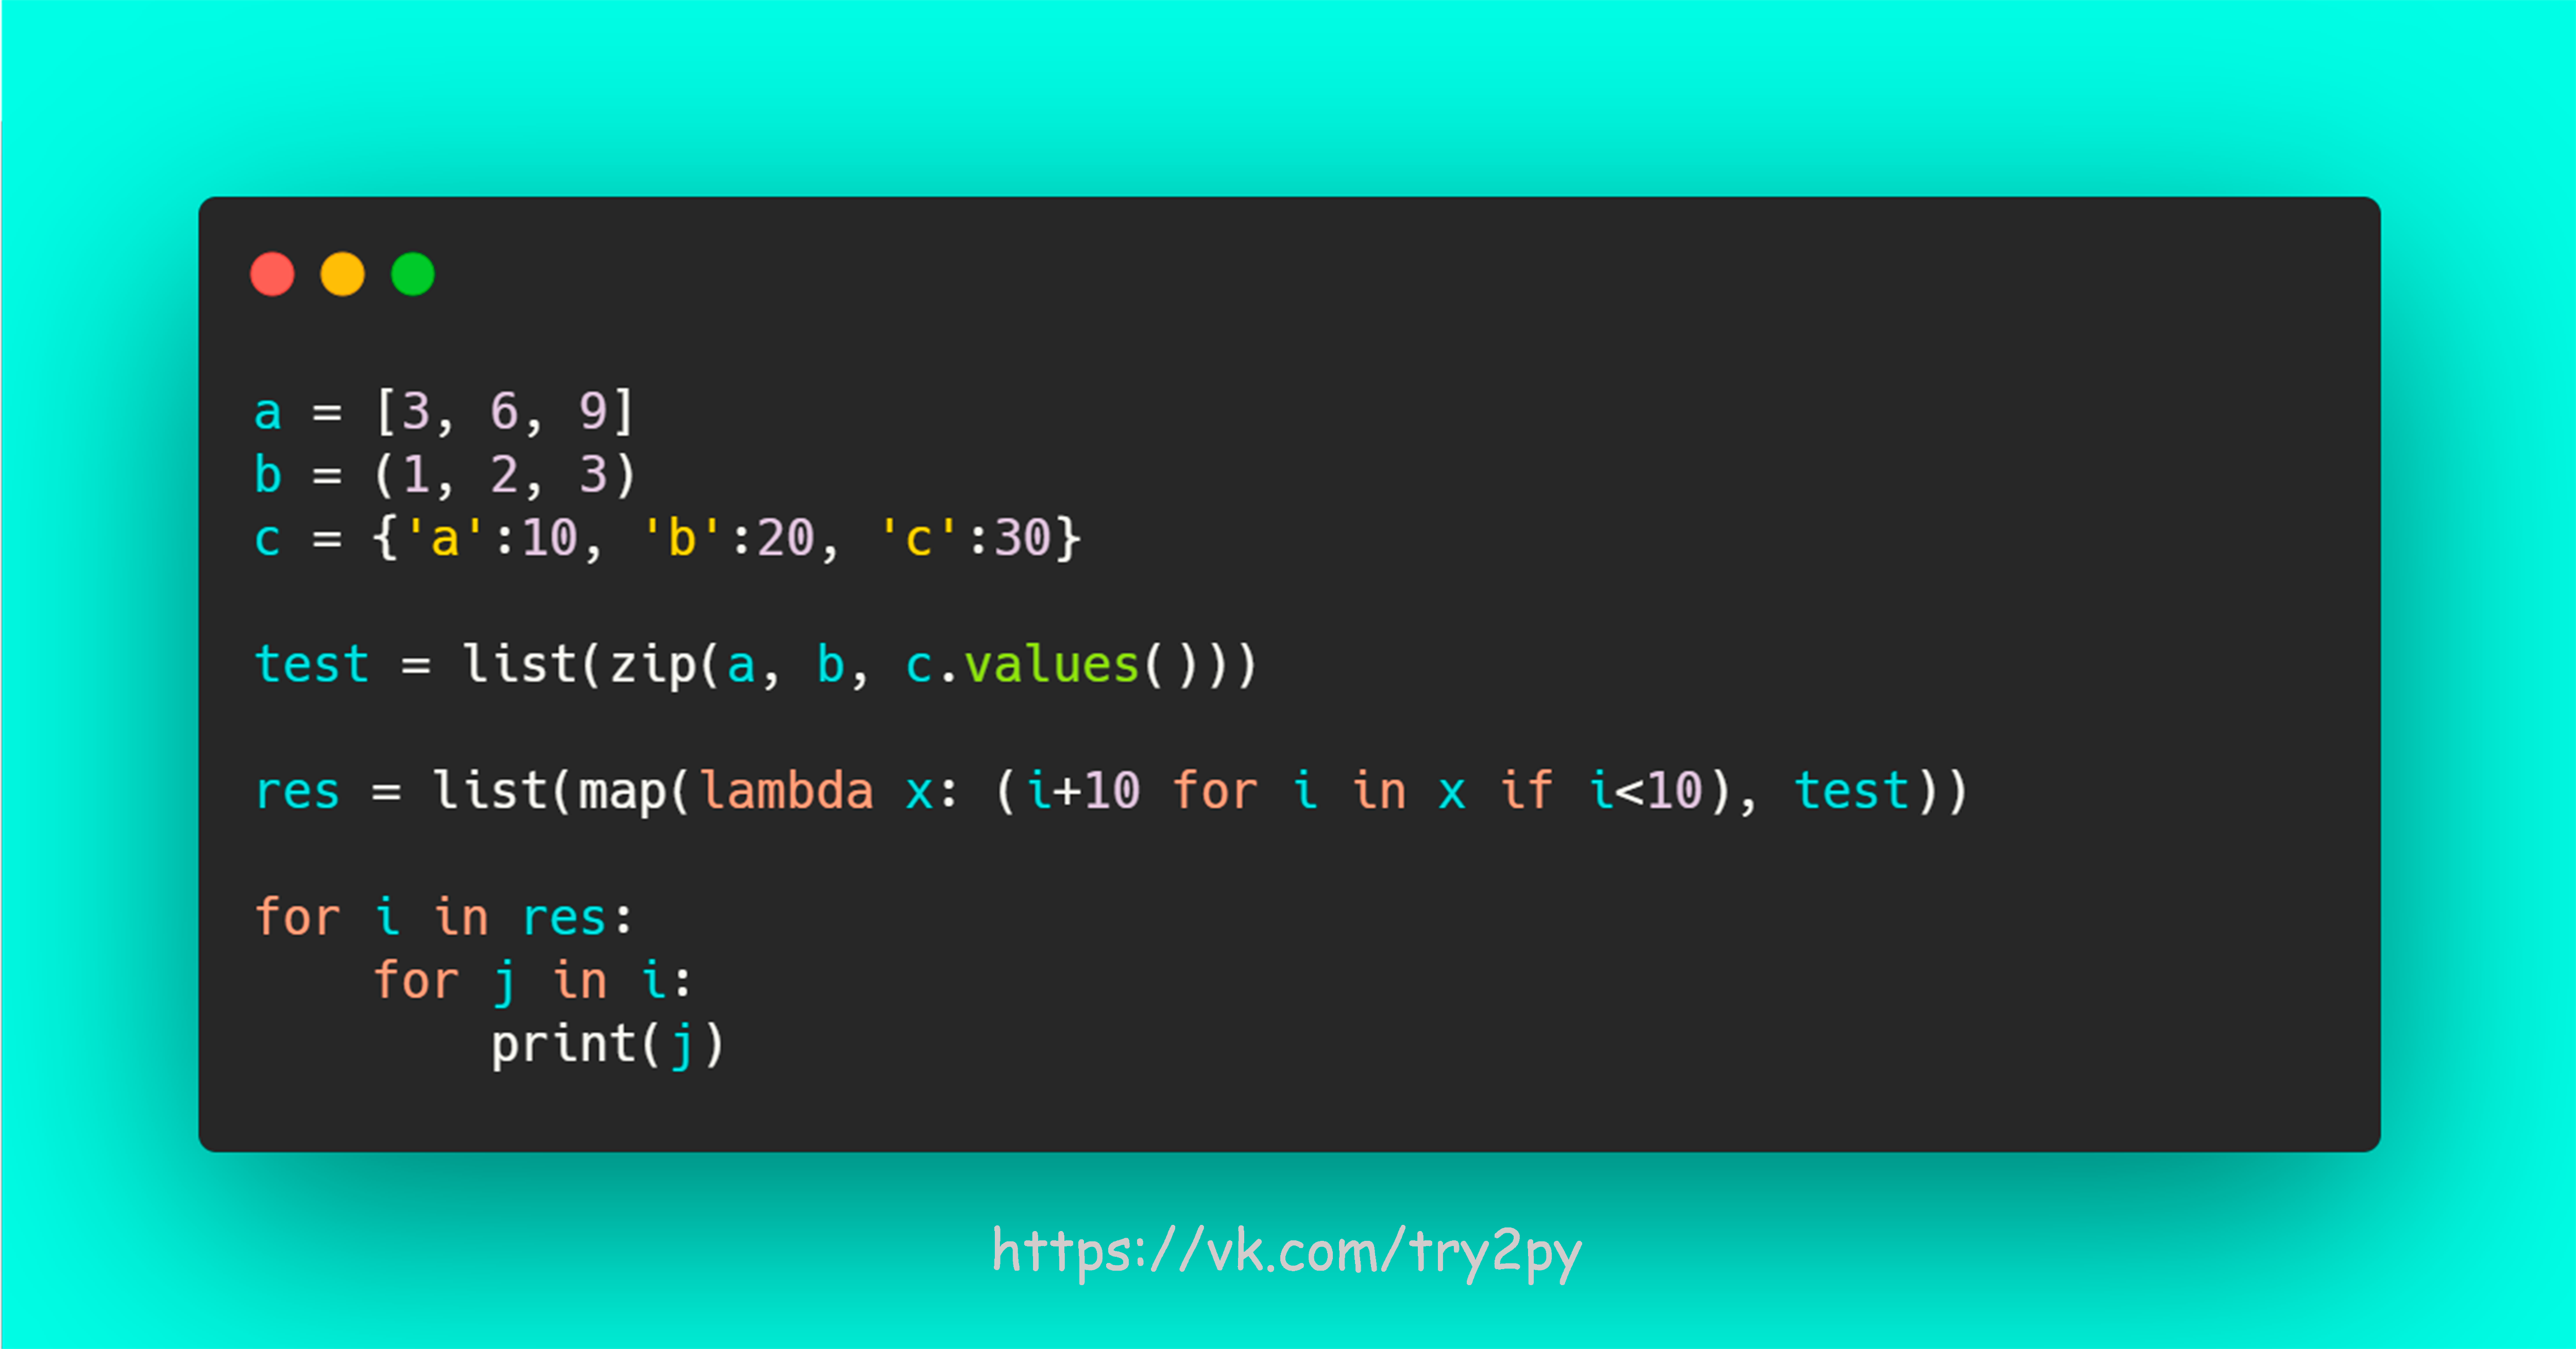 a = [3, 6, 9]
b = (1, 2, 3)
c = {'a':10, 'b':20, 'c':30}
test = list(zip(a, b, c.values()))
res = list(map(lambda x: (i+10 for i in x if i<10), test))
for i in res:
    for j in i:
        print(j)
https://vk.com/try2py